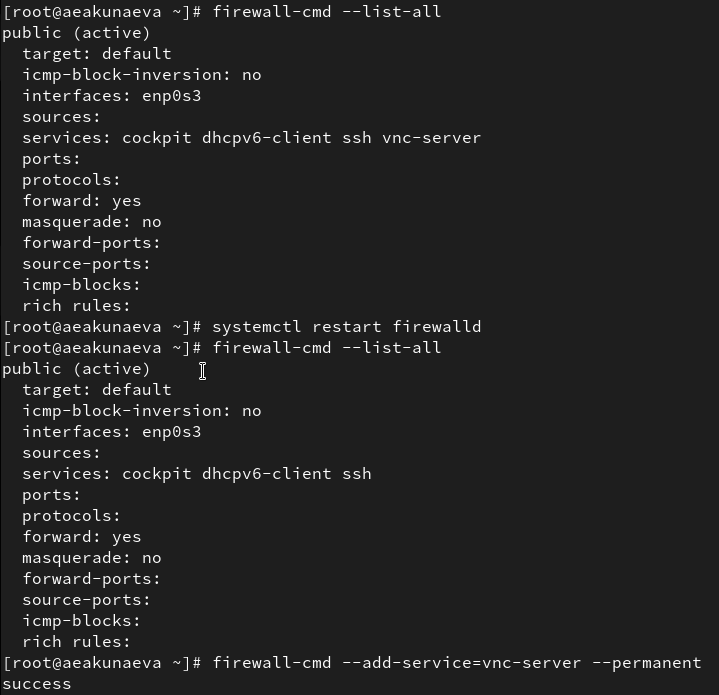 [root@aeakunaeva ~]# firewall-cmd --list-all
public (active)
  target: default
  icmp-block-inversion: no
  interfaces: enp0s3
  sources:
  services: cockpit dhcpv6-client ssh vnc-server
  ports:
  protocols:
  forward: yes
  masquerade: no
  forward-ports:
  source-ports:
  icmp-blocks:
  rich rules:
[root@aeakunaeva ~]# systemctl restart firewalld
[root@aeakunaeva ~]# firewall-cmd --list-all
public (active)
  target: default
  icmp-block-inversion: no
  interfaces: enp0s3
  sources:
  services: cockpit dhcpv6-client ssh
  ports:
  protocols:
  forward: yes
  masquerade: no
  forward-ports:
  source-ports:
  icmp-blocks:
  rich rules:
[root@aeakunaeva ~]# firewall-cmd --add-service=vnc-server --permanent
success